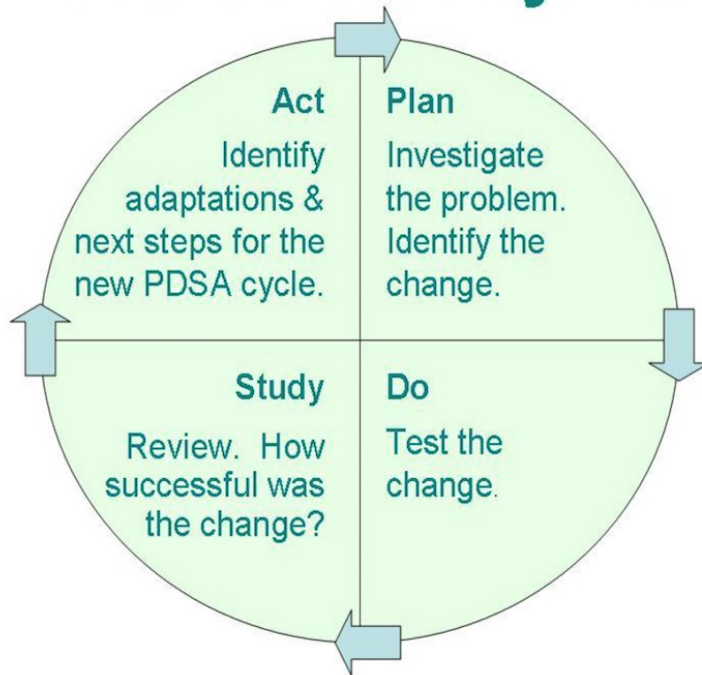 Act
Identify
adaptations &
next steps for the
new PDSA cycle.
Plan
Investigate
the problem.
Identify the
change.
Do
Test the
change.
Study
Review. How
successful was
the change?